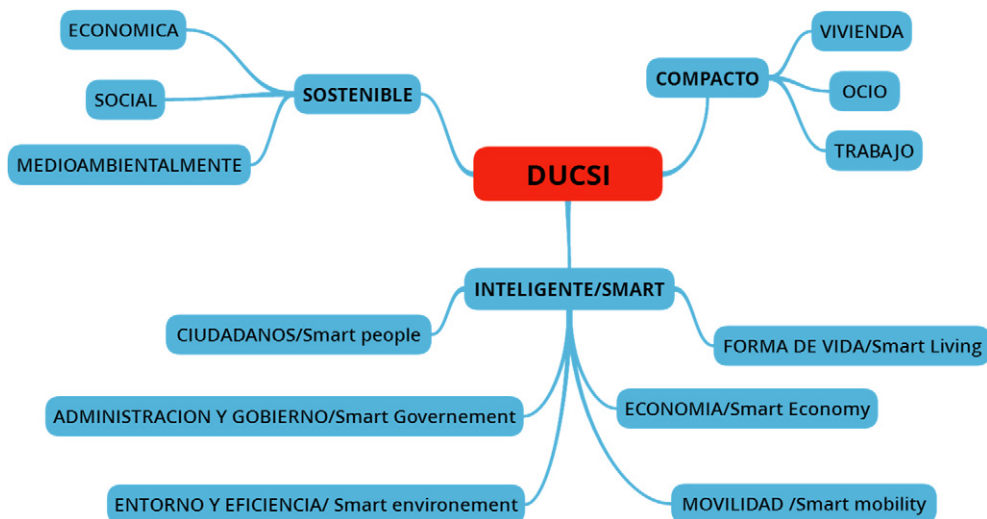 ECONOMICA
SOCIAL
MEDIOAMBIENTALMENTE
SOSTENIBLE
COMPACTO
VIVIENDA
OCIO
TRABAJO
DUCSI
INTELIGENTE/SMART
CIUDADANOS/Smart people
FORMA DE VIDA/Smart Living
ADMINISTRACION Y GOBIERNO/Smart Governement
ECONOMIA/Smart Economy
ENTORNO Y EFICIENCIA/ Smart environement
MOVILIDAD /Smart mobility